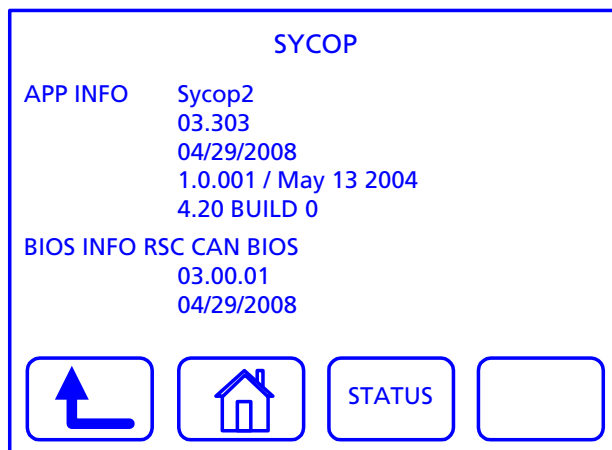 SYCOP
APP INFO Sycop2
03.303
04/29/2008
1.0.001 / May 13 2004
4.20 BUILD 0
BIOS INFO RSC CAN BIOS
03.00.01
04/29/2008
STATUS